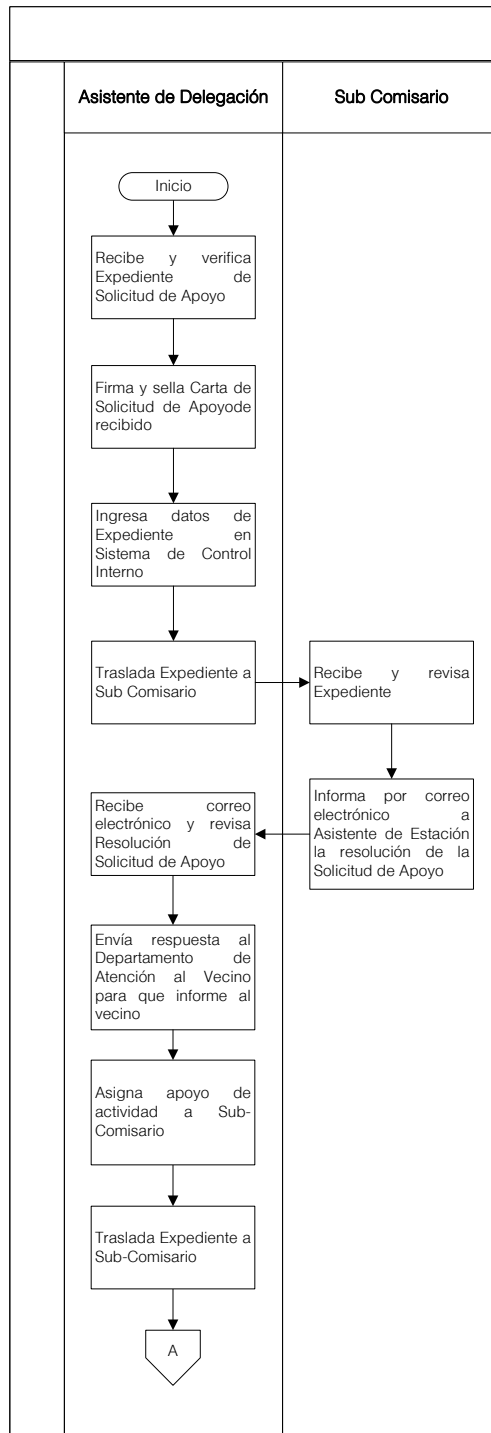 Asistente de Delegación
Sub Comisario
Inicio
Recibe y verifica
Expediente de
Solicitud de Apoyo
Firma y sella Carta de
Solicitud de Apoyode
recibido
Ingresa datos de
Expediente en
Sistema de Control
Interno
Traslada Expediente a
Sub Comisario
Recibe y revisa
Expediente
Informa por correo
electrónico a
Asistente de Estación
la resolución de la
Solicitud de Apoyo
Recibe correo
electrónico y revisa
Resolución de
Solicitud de Apoyo
Envía respuesta al
Departamento de
Atención al Vecino
para que informe al
vecino
Asigna apoyo de
actividad a Sub-
Comisario
Traslada Expediente a
Sub-Comisario
A